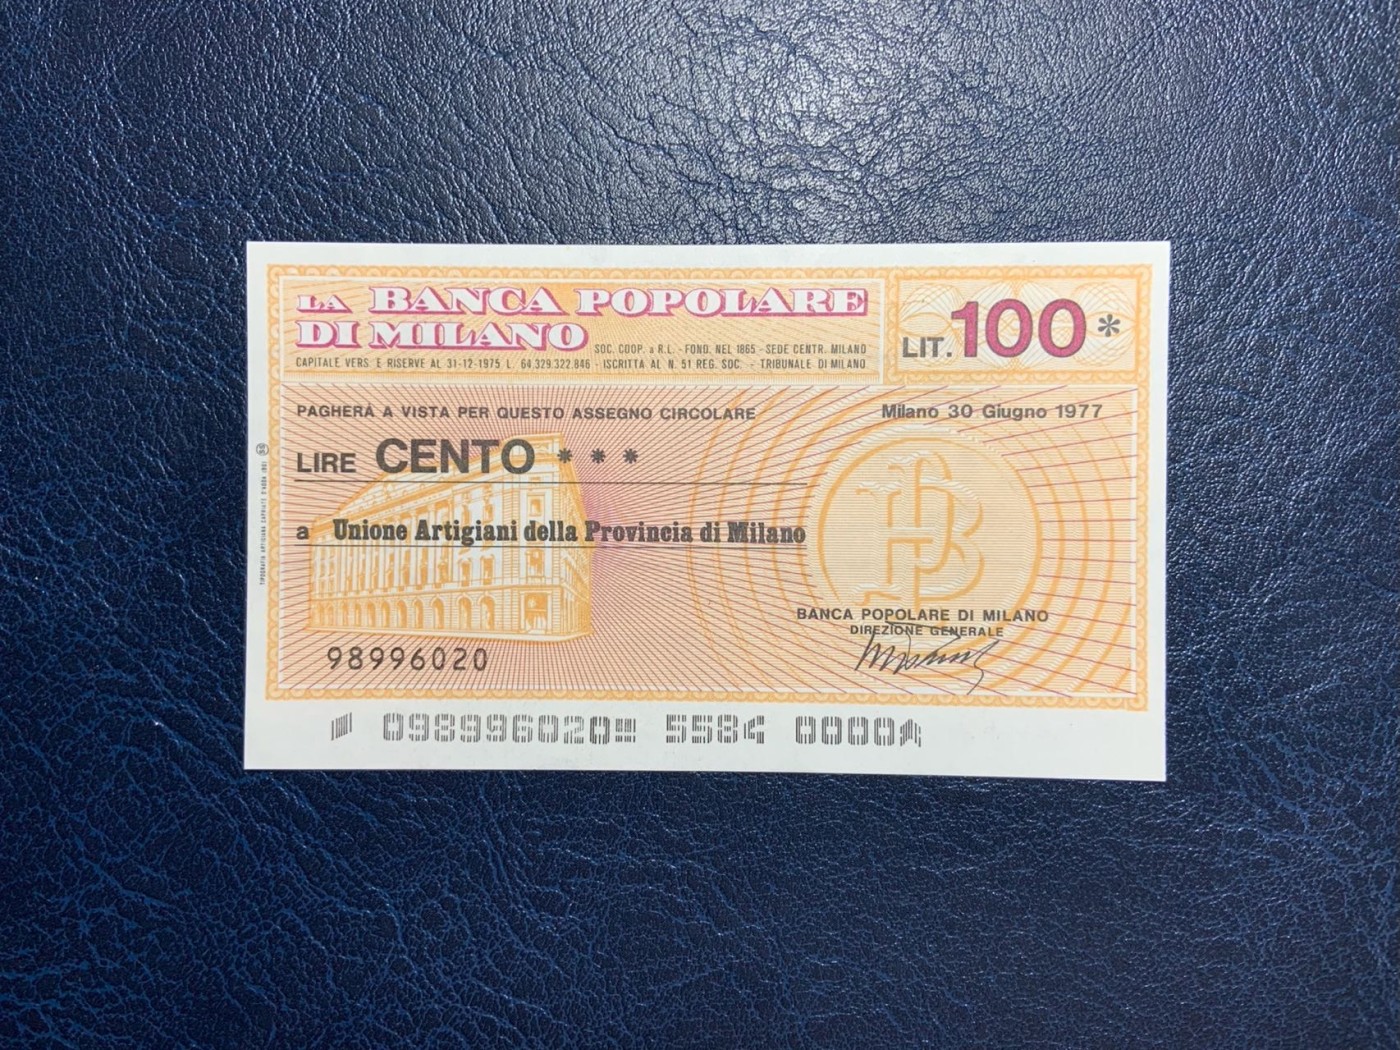 LA BANCA POPOLARE
DI MILANO
SOC. COOP. a R.L. - FOND. NEL 1865 - SEDE CENTR. MILANO
CAPITALE VERS. E RISERVE AL 31-12-1975 L. 64.329.322.846 - ISCRITTA AL N. 51 REG. SOC. - TRIBUNALE DI MILANO
LIT. 100*
PAGHERÀ A VISTA PER QUESTO ASSEGNO CIRCOLARE
Milano 30 Giugno 1977
LIRE CENTO ***
a Unione Artigiani della Provincia di Milano
BANCA POPOLARE DI MILANO
DIREZIONE GENERALE
98996020
098996020 5584 0000A